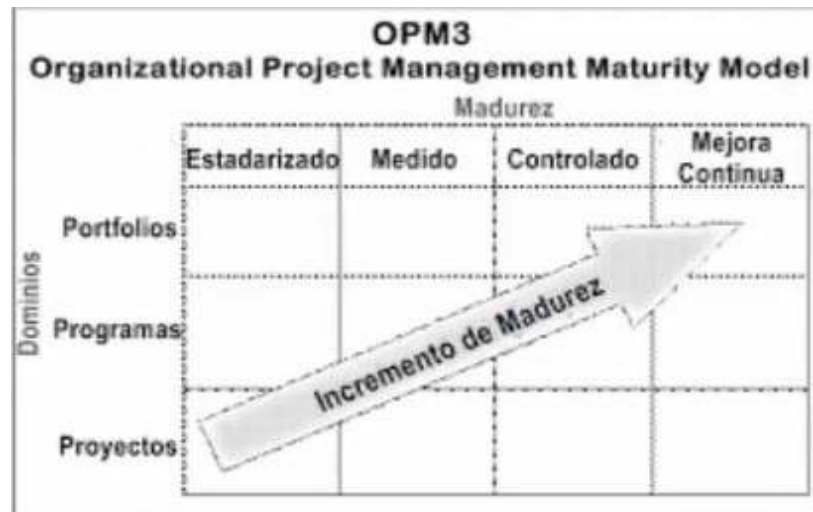 OPM3
Organizational Project Management Maturity Model
Madurez
Estadarizado
Medido
Controlado
Mejora
Continua
Dominios
Portfolios
Programas
Proyectos
Incremento de Madurez